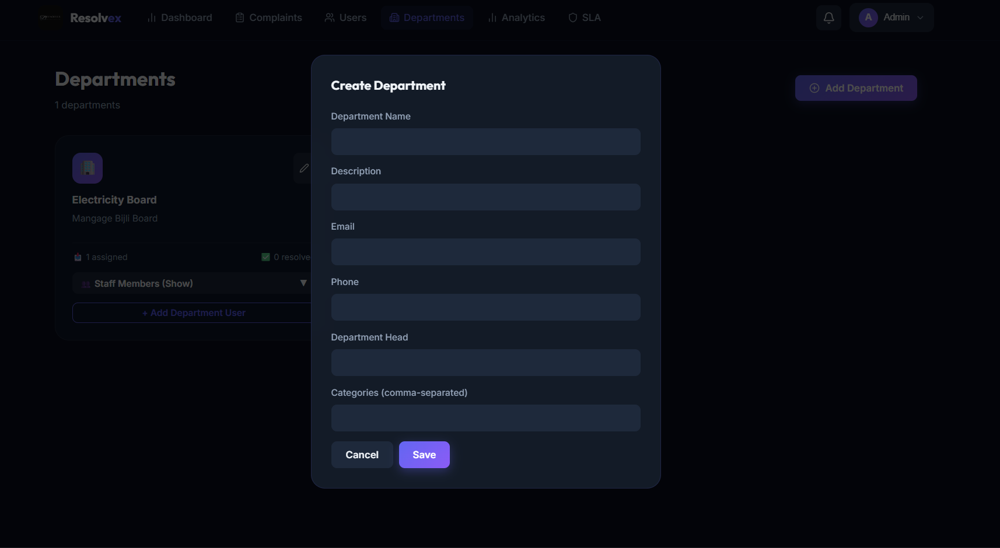 Resolvex Dashboard Complaints Users Departments Analytics SLA A Admin
Departments
1 departments
Add Department
Electricity Board
Mangage Bijli Board
1 assigned 0 resolve
Staff Members (Show) ▼
+ Add Department User
Create Department
Department Name
Description
Email
Phone
Department Head
Categories (comma-separated)
Cancel Save